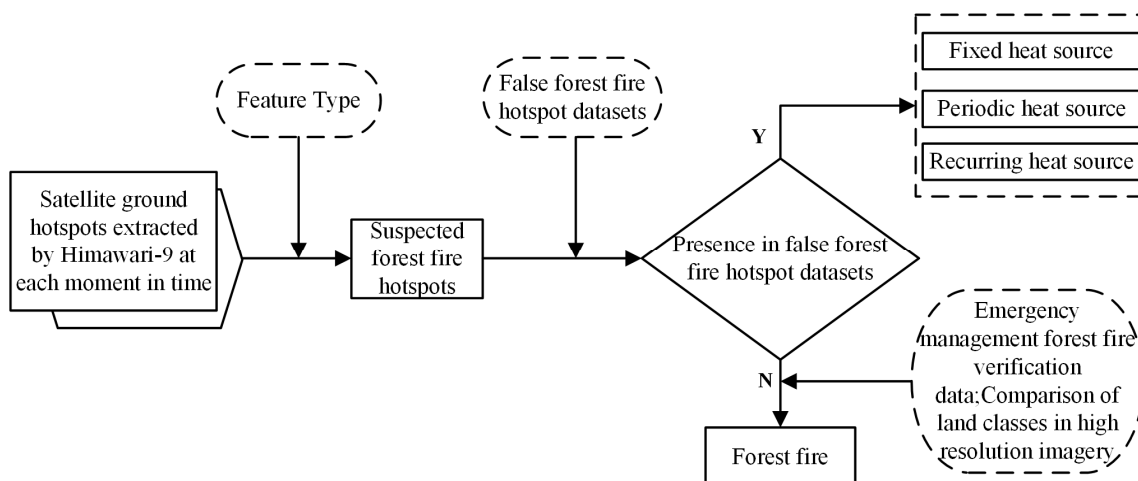 Feature Type
False forest fire
hotspot datasets
Fixed heat source
Periodic heat source
Recurring heat source
Y
Satellite ground
hotspots extracted
by Himawari-9 at
each moment in time
Suspected
forest fire
hotspots
Presence in false forest
fire hotspot datasets
N
Emergency
management forest fire
verification
data;Comparison of
land classes in high
resolution imagery
Forest fire